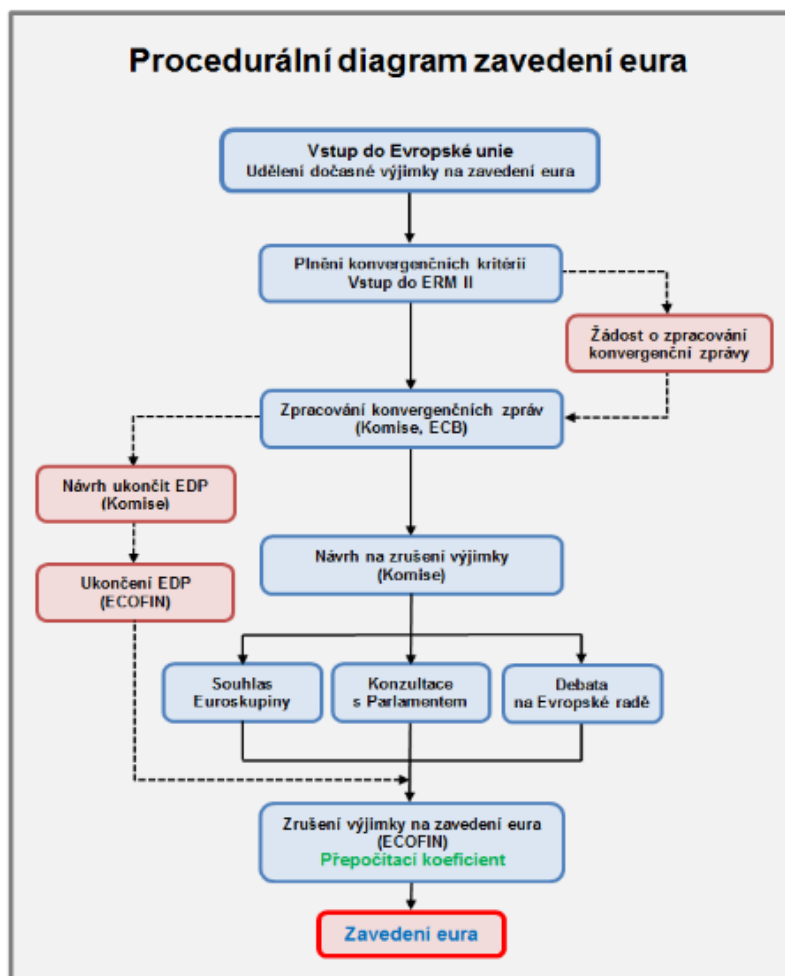 Procedurální diagram zavedení eura
Vstup do Evropské unie
Udělení dočasné výjimky na zavedení eura
Plnění konvergenčních kritérií
Vstup do ERM II
Žádost o zpracování
konvergenční zprávy
Zpracování konvergenčních zpráv
(Komise, ECB)
Návrh ukončit EDP
(Komise)
Návrh na zrušení výjimky
(Komise)
Ukončení EDP
(ECOFIN)
Souhlas
Euroskupiny
Konzultace
s Parlamentem
Debata
na Evropské radě
Zrušení výjimky na zavedení eura
(ECOFIN)
Přepočítací koeficient
Zavedení eura